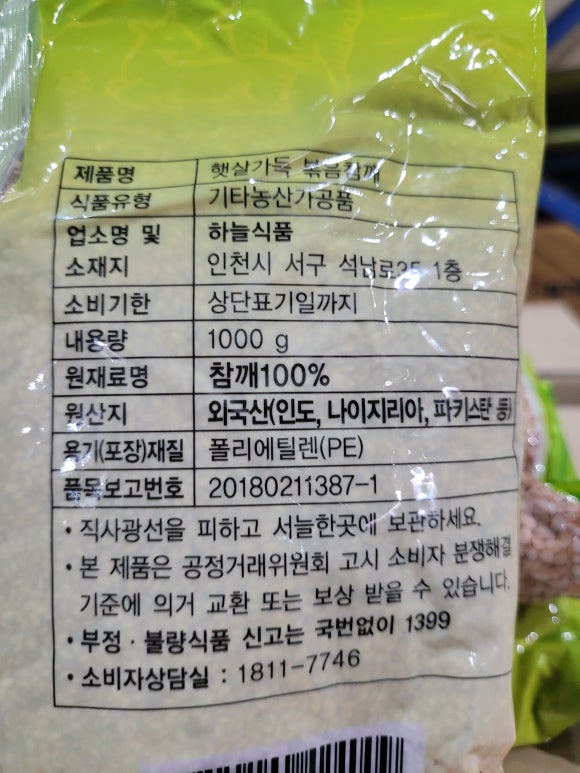 제품명 햇살가득 볶음참깨
식품유형 기타농산가공품
업소명 및 하늘식품
소재지 인천시 서구 석남로35 1층
소비기한 상단표기일까지
내용량 1000 g
원재료명 참깨100%
원산지 외국산(인도, 나이지리아, 파키스탄 등)
용기(포장)재질 폴리에틸렌(PE)
품목보고번호 20180211387-1
• 직사광선을 피하고 서늘한곳에 보관하세요.
• 본 제품은 공정거래위원회 고시 소비자 분쟁해결
기준에 의거 교환 또는 보상 받을 수 있습니다.
• 부정 · 불량식품 신고는 국번없이 1399
• 소비자상담실 : 1811-7746